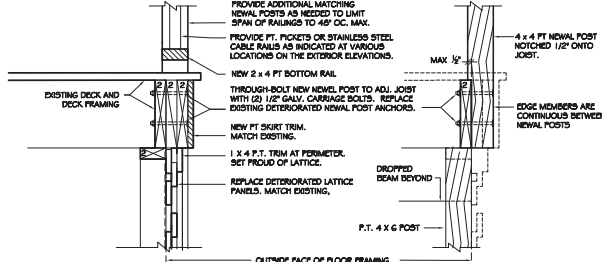 PROVIDE ADDITIONAL MATCHING
NEWAL POSTS AS NEEDED TO LIMIT
SPAN OF RAILINGS TO 48" OC. MAX.
PROVIDE PT. PICKETS OR STAINLESS STEEL
CABLE RAILIS AS INDICATED AT VARIOUS
LOCATIONS ON THE EXTERIOR ELEVATIONS.
NEW 2 x 4 PT BOTTOM RAIL
THROUGH-BOLT NEW NEWEL POST TO ADJ. JOIST
WITH (2) 1/2" GALV. CARRIAGE BOLTS. REPLACE
EXISTING DETERIORATED NEWAL POST ANCHORS.
NEW PT SKIRT TRIM.
MATCH EXISTING.
1 X 4 P.T. TRIM AT PERIMETER.
SET PROUD OF LATTICE.
REPLACE DETERIORATED LATTICE
PANELS. MATCH EXISTING.
EXISTING DECK AND
DECK FRAMING
2 2 2
2
MAX ½"
4 x 4 PT NEWAL POST
NOTCHED 1/2" ONTO
JOIST.
2
EDGE MEMBERS ARE
CONTINUOUS BETWEE
NEWAL POSTS
DROPPED
BEAM BEYOND
P.T. 4 X 6 POST
OUTSIDE FACE OF FLOOR FRAMING